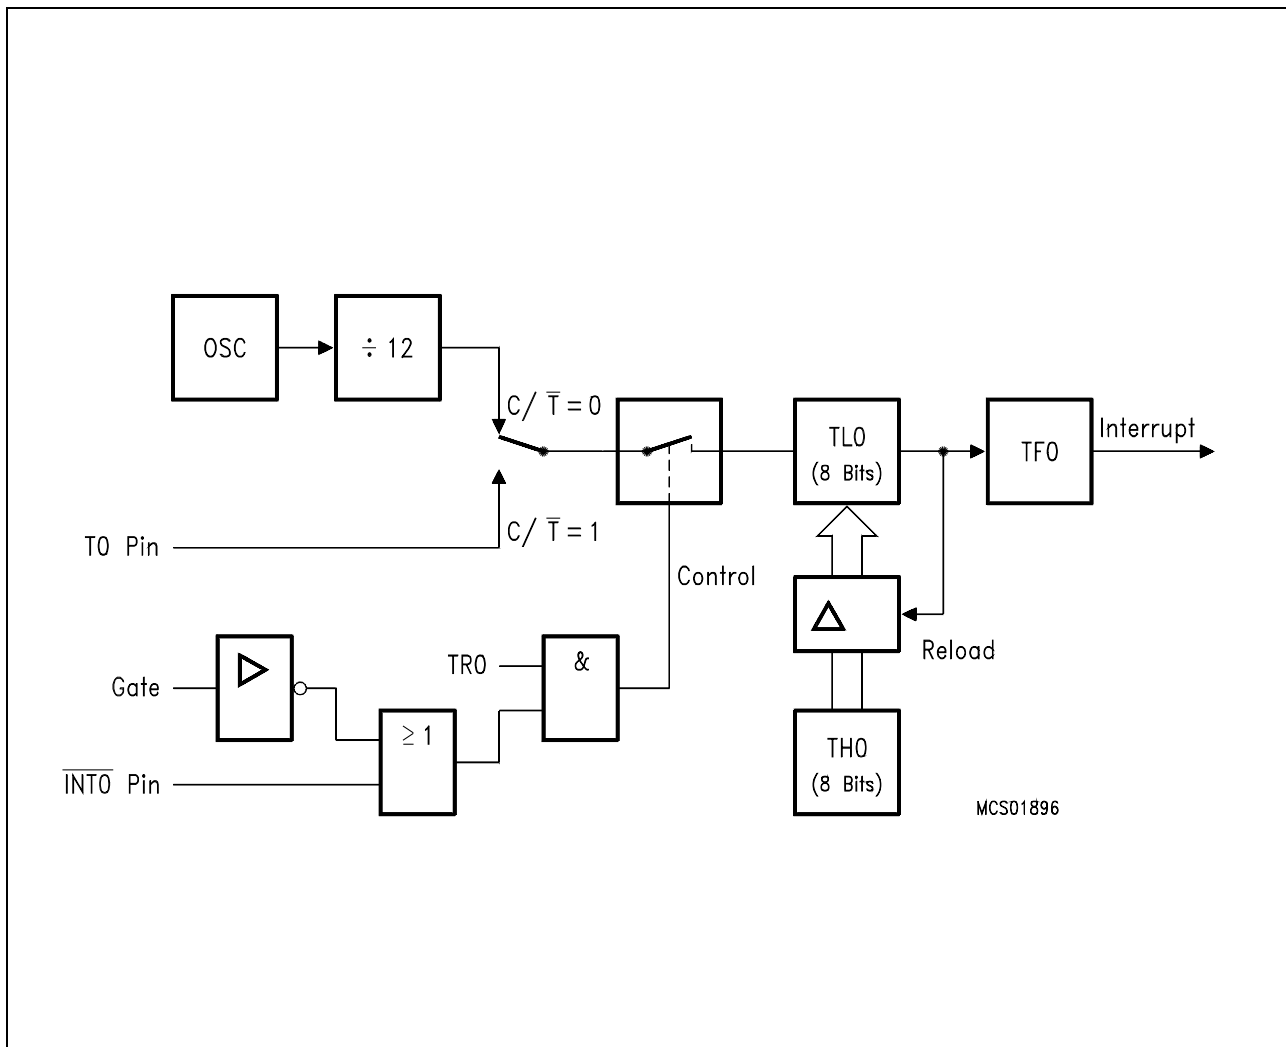 OSC
÷ 12
C/ T̅ = 0
TL0
(8 Bits)
TF0
Interrupt
T0 Pin
C/ T̅ = 1
Control
Gate
TR0
&
≥ 1
I̅N̅T̅0̅ Pin
Reload
TH0
(8 Bits)
MCS01896